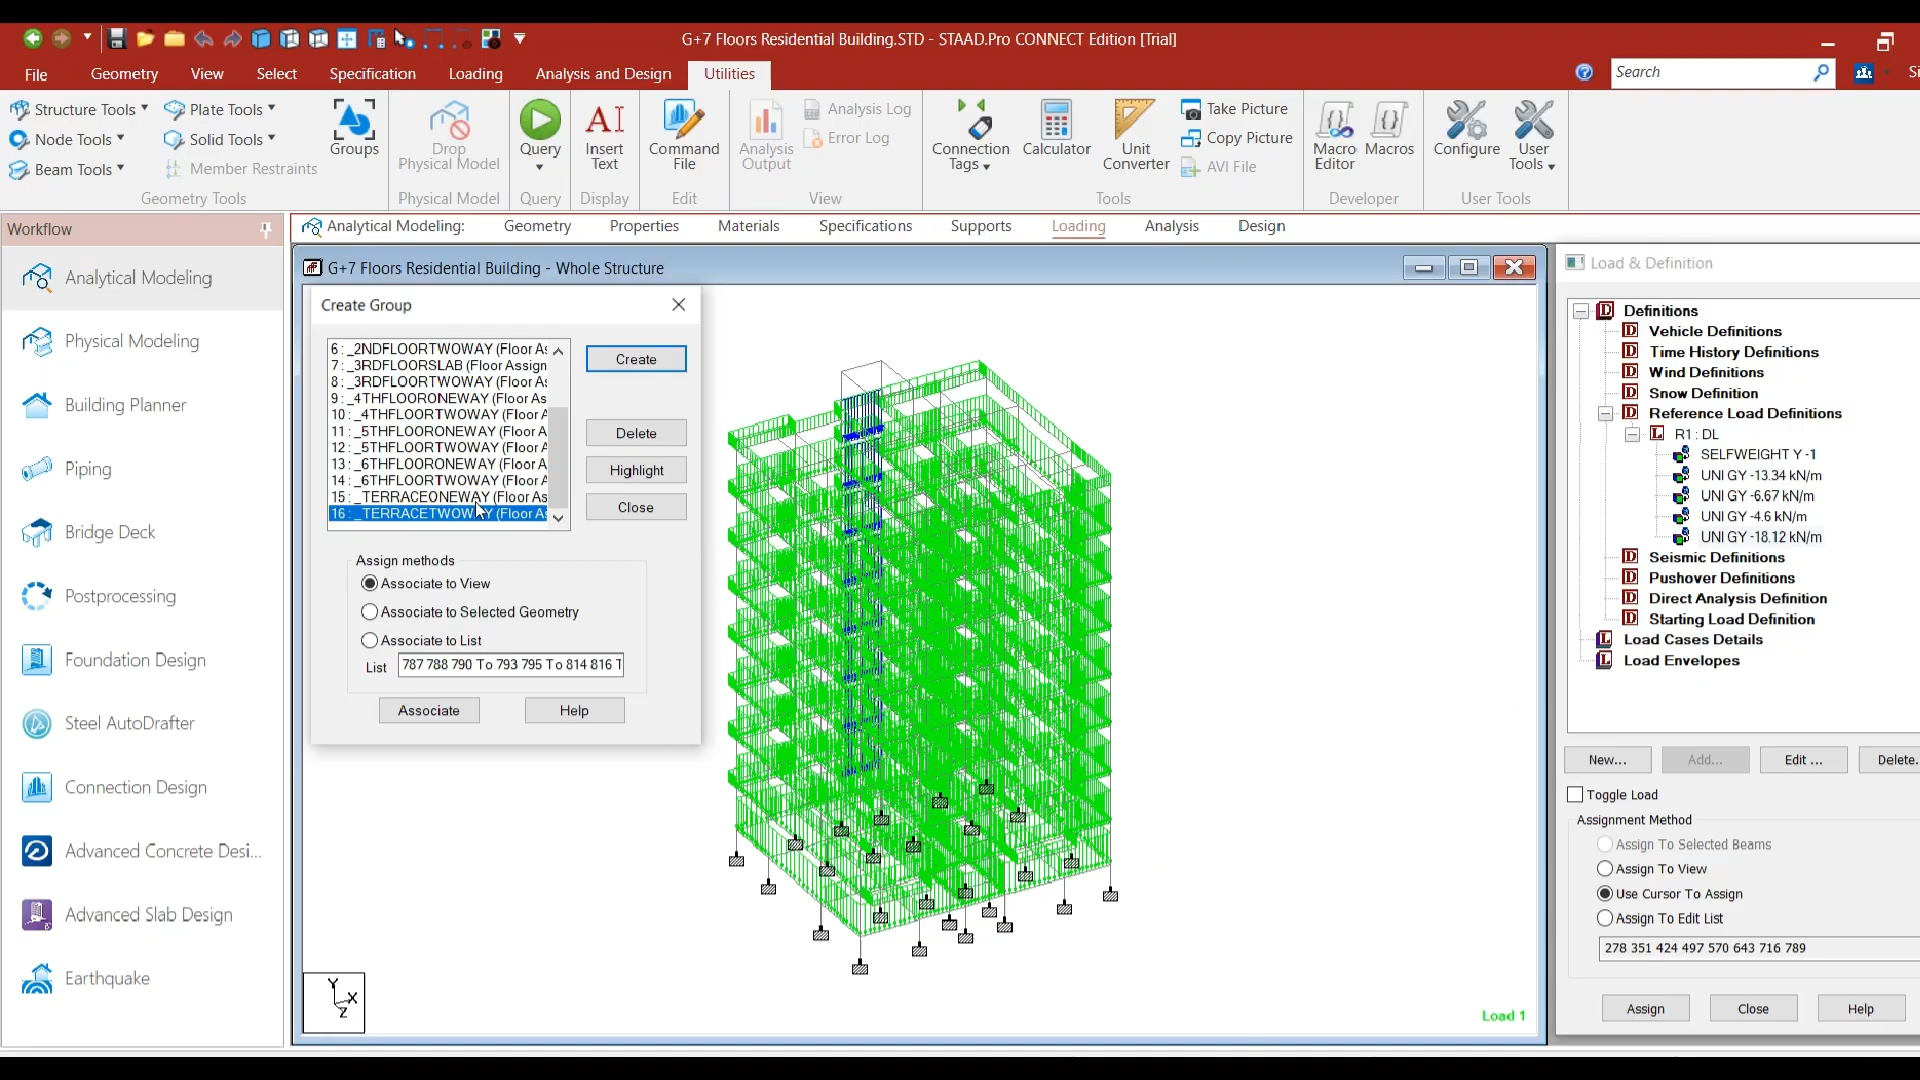 G+7 Floors Residential Building.STD - STAAD.Pro CONNECT Edition [Trial]
File
Geometry
View
Select
Specification
Loading
Analysis and Design
Utilities
Search
Structure Tools
Plate Tools
Node Tools
Solid Tools
Beam Tools
Member Restraints
Geometry Tools
Groups
Drop
Physical Model
Physical Model
Query
Query
Insert
Text
Display
Command
File
Edit
Analysis
Output
Analysis Log
Error Log
View
Connection
Tags
Calculator
Unit
Converter
Take Picture
Copy Picture
AVI File
Tools
Macro
Editor
Macros
Developer
Configure
User
Tools
User Tools
Workflow
Analytical Modeling
Physical Modeling
Building Planner
Piping
Bridge Deck
Postprocessing
Foundation Design
Steel AutoDrafter
Connection Design
Advanced Concrete Desi...
Advanced Slab Design
Earthquake
Analytical Modeling:
Geometry
Properties
Materials
Specifications
Supports
Loading
Analysis
Design
G+7 Floors Residential Building - Whole Structure
Create Group
6 : _2NDFLOORTWOWAY (Floor As
7 : _3RDFLOORSLAB (Floor Assign
8 : _3RDFLOORTWOWAY (Floor As
9 : _4THFLOORONEWAY (Floor As
10 : _4THFLOORTWOWAY (Floor A
11 : _5THFLOORONEWAY (Floor A
12 : _5THFLOORTWOWAY (Floor A
13 : _6THFLOORONEWAY (Floor A
14 : _6THFLOORTWOWAY (Floor A
15 : _TERRACEONEWAY (Floor As
16 : _TERRACETWOWAY (Floor As
Create
Delete
Highlight
Close
Assign methods
Associate to View
Associate to Selected Geometry
Associate to List
List
787 788 790 To 793 795 To 814 816 T
Associate
Help
Y
X
Z
Load 1
Load & Definition
Definitions
Vehicle Definitions
Time History Definitions
Wind Definitions
Snow Definition
Reference Load Definitions
R1 : DL
SELFWEIGHT Y -1
UNI GY -13.34 kN/m
UNI GY -6.67 kN/m
UNI GY -4.6 kN/m
UNI GY -18.12 kN/m
Seismic Definitions
Pushover Definitions
Direct Analysis Definition
Starting Load Definition
Load Cases Details
Load Envelopes
New...
Add...
Edit ...
Delete.
Toggle Load
Assignment Method
Assign To Selected Beams
Assign To View
Use Cursor To Assign
Assign To Edit List
278 351 424 497 570 643 716 789
Assign
Close
Help